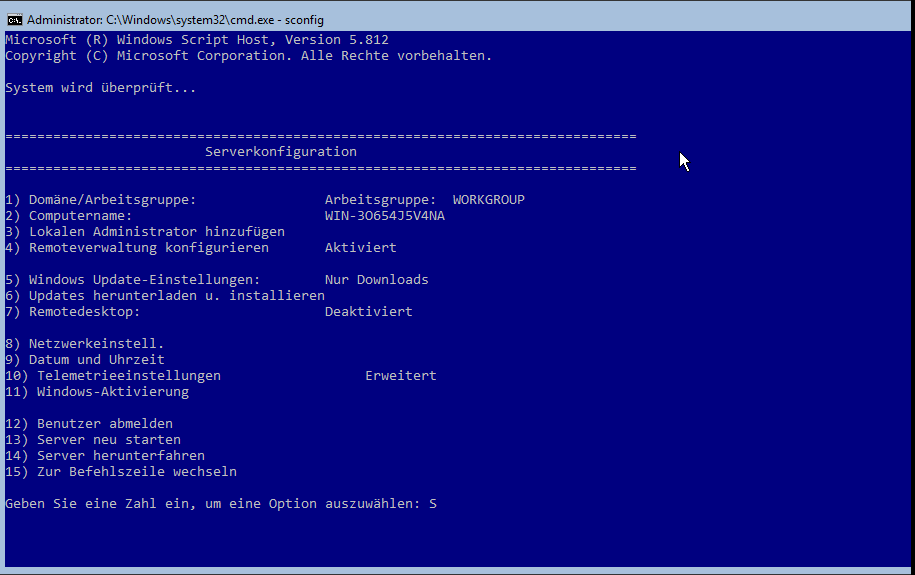 Administrator: C:\Windows\system32\cmd.exe - sconfig
Microsoft (R) Windows Script Host, Version 5.812
Copyright (C) Microsoft Corporation. Alle Rechte vorbehalten.
System wird überprüft...
===============================================================================
Serverkonfiguration
===============================================================================
1) Domäne/Arbeitsgruppe: Arbeitsgruppe: WORKGROUP
2) Computername: WIN-3O654J5V4NA
3) Lokalen Administrator hinzufügen
4) Remoteverwaltung konfigurieren Aktiviert
5) Windows Update-Einstellungen: Nur Downloads
6) Updates herunterladen u. installieren
7) Remotedesktop: Deaktiviert
8) Netzwerkeinstell.
9) Datum und Uhrzeit
10) Telemetrieeinstellungen Erweitert
11) Windows-Aktivierung
12) Benutzer abmelden
13) Server neu starten
14) Server herunterfahren
15) Zur Befehlszeile wechseln
Geben Sie eine Zahl ein, um eine Option auszuwählen: S